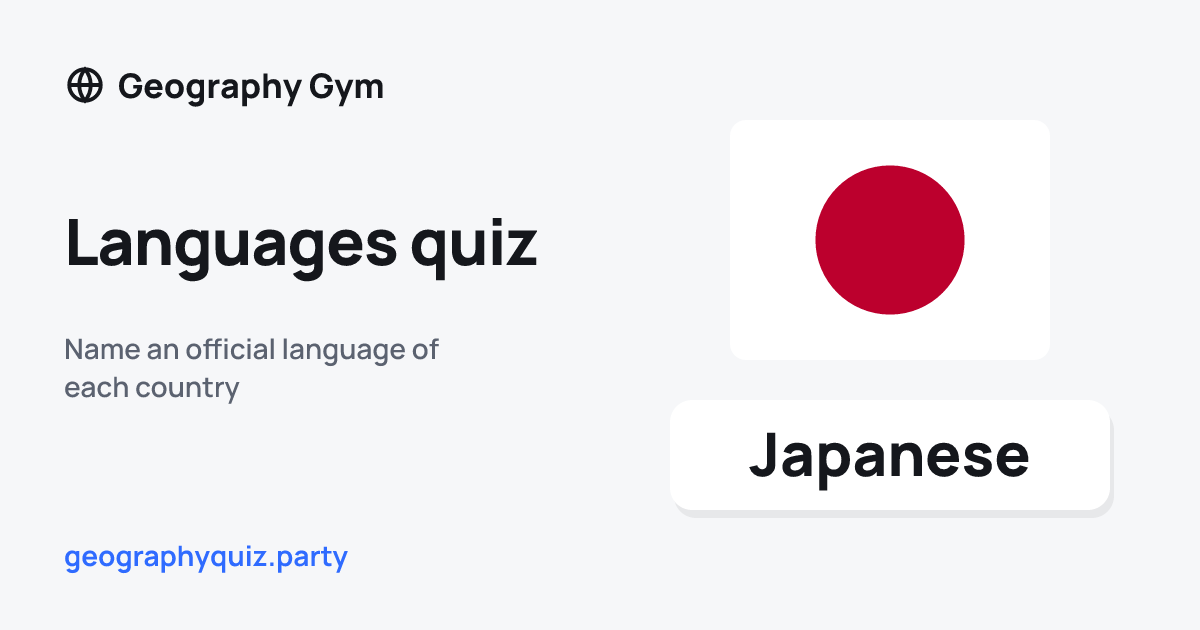 Geography Gym
Languages quiz
Name an official language of
each country
geographyquiz.party
Japanese